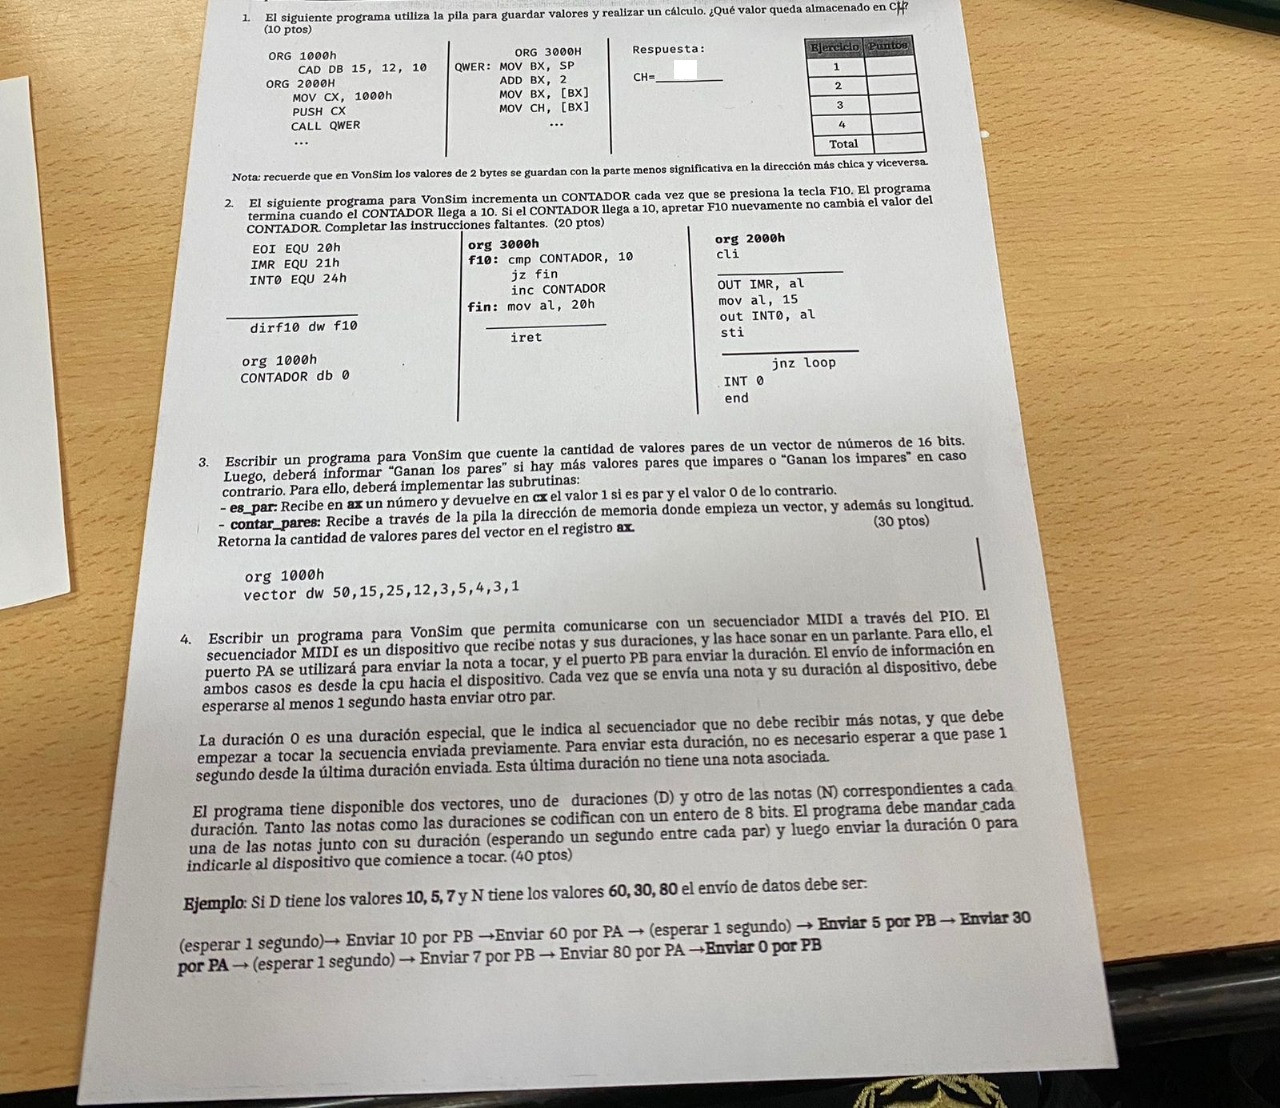 1. El siguiente programa utiliza la pila para guardar valores y realizar un cálculo. ¿Qué valor queda almacenado en CH?
(10 ptos)
ORG 1000h
CAD DB 15, 12, 10
ORG 2000H
MOV CX, 1000h
PUSH CX
CALL QWER
...
ORG 3000H
QWER: MOV BX, SP
ADD BX, 2
MOV BX, [BX]
MOV CH, [BX]
...
Respuesta:
CH=________
Ejercicio Puntos
1
2
3
4
Total
Nota: recuerde que en VonSim los valores de 2 bytes se guardan con la parte menos significativa en la dirección más chica y viceversa.
2. El siguiente programa para VonSim incrementa un CONTADOR cada vez que se presiona la tecla F10. El programa
termina cuando el CONTADOR llega a 10. Si el CONTADOR llega a 10, apretar F10 nuevamente no cambia el valor del
CONTADOR. Completar las instrucciones faltantes. (20 ptos)
EOI EQU 20h
IMR EQU 21h
INT0 EQU 24h
______________
dirf10 dw f10
org 1000h
CONTADOR db 0
org 3000h
f10: cmp CONTADOR, 10
jz fin
inc CONTADOR
fin: mov al, 20h
______________
iret
org 2000h
cli
______________
OUT IMR, al
mov al, 15
out INT0, al
sti
______________
jnz loop
INT 0
end
3. Escribir un programa para VonSim que cuente la cantidad de valores pares de un vector de números de 16 bits.
Luego, deberá informar "Ganan los pares" si hay más valores pares que impares o "Ganan los impares" en caso
contrario. Para ello, deberá implementar las subrutinas:
- es_par: Recibe en ax un número y devuelve en cx el valor 1 si es par y el valor 0 de lo contrario.
- contar_pares: Recibe a través de la pila la dirección de memoria donde empieza un vector, y además su longitud.
Retorna la cantidad de valores pares del vector en el registro ax. (30 ptos)
org 1000h
vector dw 50,15,25,12,3,5,4,3,1
4. Escribir un programa para VonSim que permita comunicarse con un secuenciador MIDI a través del PIO. El
secuenciador MIDI es un dispositivo que recibe notas y sus duraciones, y las hace sonar en un parlante. Para ello, el
puerto PA se utilizará para enviar la nota a tocar, y el puerto PB para enviar la duración. El envío de información en
ambos casos es desde la cpu hacia el dispositivo. Cada vez que se envía una nota y su duración al dispositivo, debe
esperarse al menos 1 segundo hasta enviar otro par.
La duración 0 es una duración especial, que le indica al secuenciador que no debe recibir más notas, y que debe
empezar a tocar la secuencia enviada previamente. Para enviar esta duración, no es necesario esperar a que pase 1
segundo desde la última duración enviada. Esta última duración no tiene una nota asociada.
El programa tiene disponible dos vectores, uno de duraciones (D) y otro de las notas (N) correspondientes a cada
duración. Tanto las notas como las duraciones se codifican con un entero de 8 bits. El programa debe mandar cada
una de las notas junto con su duración (esperando un segundo entre cada par) y luego enviar la duración 0 para
indicarle al dispositivo que comience a tocar. (40 ptos)
Ejemplo: Si D tiene los valores 10, 5, 7 y N tiene los valores 60, 30, 80 el envío de datos debe ser:
(esperar 1 segundo)→ Enviar 10 por PB →Enviar 60 por PA → (esperar 1 segundo) → Enviar 5 por PB → Enviar 30
por PA → (esperar 1 segundo) → Enviar 7 por PB → Enviar 80 por PA →Enviar 0 por PB